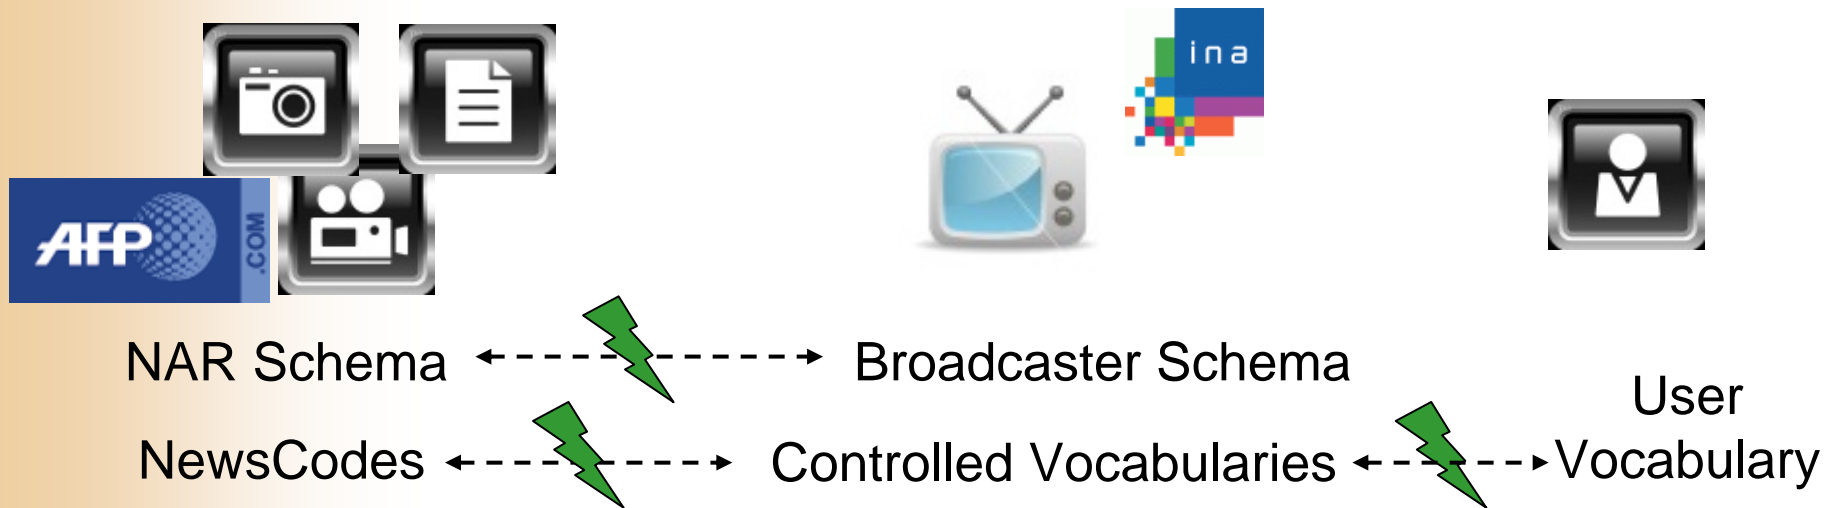 ina
AFP
.COM
NAR Schema
Broadcaster Schema
User
Vocabulary
NewsCodes
Controlled Vocabularies